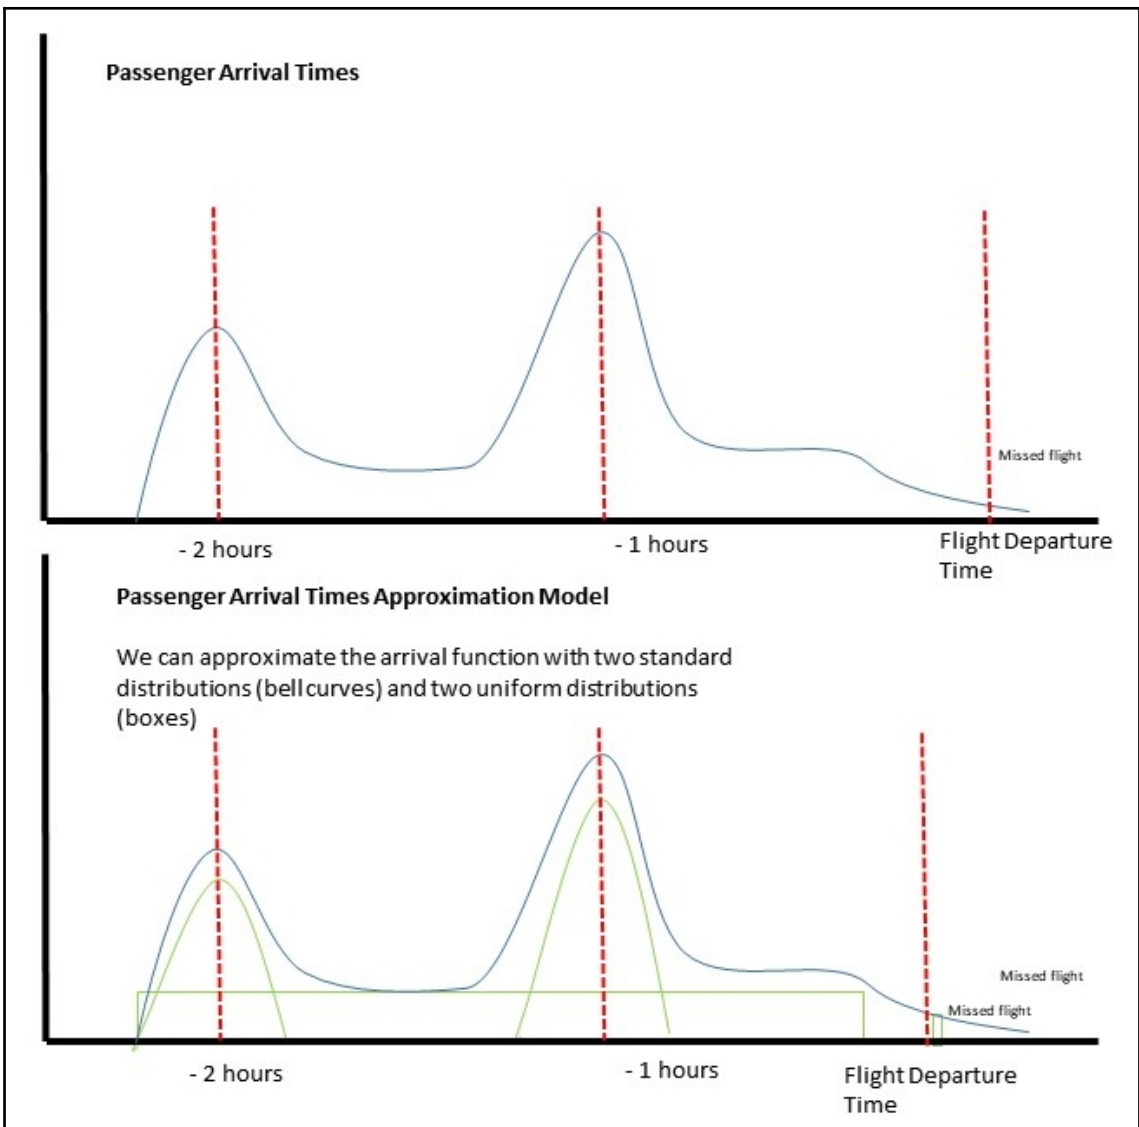 Passenger Arrival Times
Missed flight
- 2 hours
- 1 hours
Flight Departure
Time
Passenger Arrival Times Approximation Model
We can approximate the arrival function with two standard
distributions (bell curves) and two uniform distributions
(boxes)
Missed flight
Missed flight
- 2 hours
- 1 hours
Flight Departure
Time